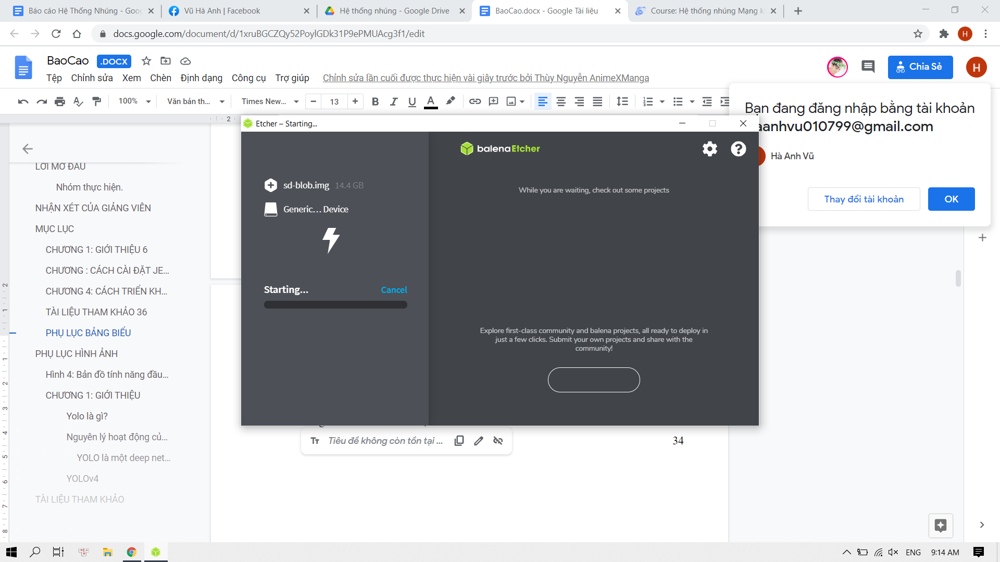 Báo cáo Hệ Thống Nhúng - Goo
Vũ Hà Anh | Facebook
Hệ thống nhúng - Google Drive
BaoCao.docx - Google Tài liệu
Course: Hệ thống nhúng Mạng k
docs.google.com/document/d/1xruBGCZQy52PoylGDk31P9ePMUAcg3f1/edit
H
BaoCao
.DOCX
Chia Sẻ
H
Tệp
Chỉnh sửa
Xem
Chèn
Định dạng
Công cụ
Trợ giúp
Chỉnh sửa lần cuối được thực hiện vài giây trước bởi Thùy Nguyễn AnimeXManga
100%
Văn bản th...
Times New...
13
B I U A
Bạn đang đăng nhập bằng tài khoản
aanhvu010799@gmail.com
Hà Anh Vũ
Thay đổi tài khoản
OK
2
Etcher – Starting...
balenaEtcher
sd-blob.img 14.4 GB
Generic... Device
While you are waiting, check out some projects
Starting...
Cancel
Explore first-class community and balena projects, all ready to deploy in
just a few clicks. Submit your own projects and share with the
community!
LỜI MỞ ĐẦU
Nhóm thực hiện.
NHẬN XÉT CỦA GIẢNG VIÊN
MỤC LỤC
CHƯƠNG 1: GIỚI THIỆU 6
CHƯƠNG : CÁCH CÀI ĐẶT JE...
CHƯƠNG 4: CÁCH TRIỂN KH...
TÀI LIỆU THAM KHẢO 36
PHỤ LỤC BẢNG BIỂU
PHỤ LỤC HÌNH ẢNH
Hình 4: Bản đồ tính năng đầu...
CHƯƠNG 1: GIỚI THIỆU
Yolo là gì?
Nguyên lý hoạt động củ...
YOLO là một deep net...
YOLOv4
TÀI LIỆU THAM KHẢO
2
1
1
2
3
4
5
6
7
8
Tiêu đề không còn tồn tại ...
34
ENG
9:14 AM